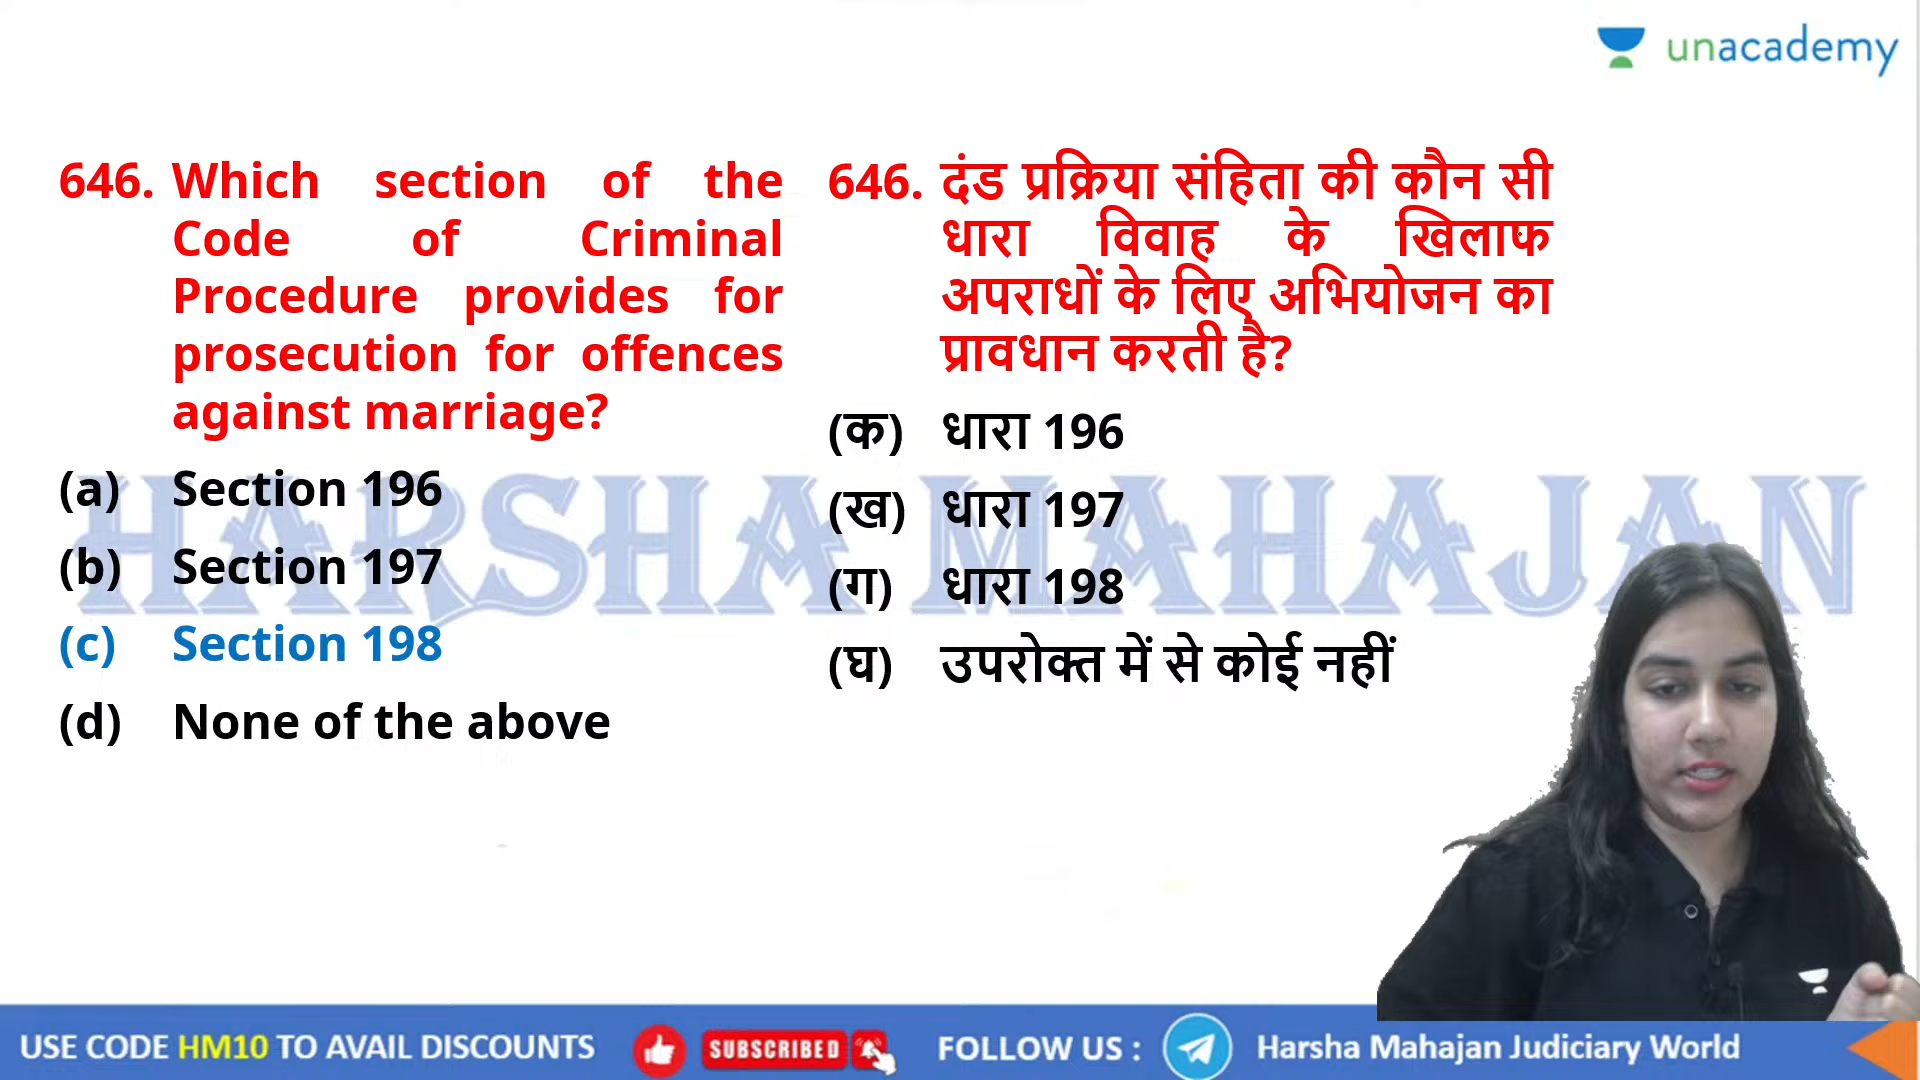 unacademy
646. Which section of the
Code of Criminal
Procedure provides for
prosecution for offences
against marriage?
(a) Section 196
(b) Section 197
(c) Section 198
(d) None of the above
646. दंड प्रक्रिया संहिता की कौन सी
धारा विवाह के खिलाफ
अपराधों के लिए अभियोजन का
प्रावधान करती है?
(क) धारा 196
(ख) धारा 197
(ग) धारा 198
(घ) उपरोक्त में से कोई नहीं
HARSHA MAHAJAN
USE CODE HM10 TO AVAIL DISCOUNTS
SUBSCRIBED
FOLLOW US :
Harsha Mahajan Judiciary World